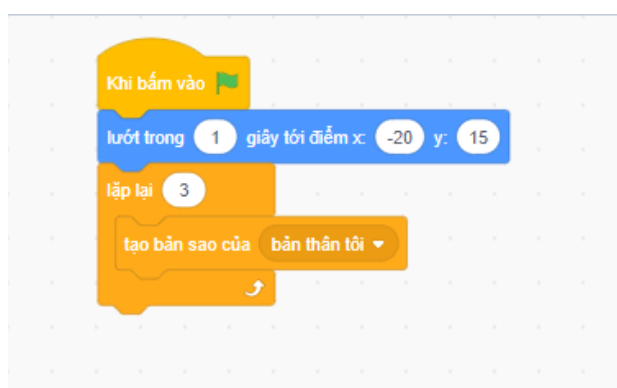 Khi bấm vào
lướt trong 1 giây tới điểm x: -20 y: 15
lặp lại 3
tạo bản sao của bản thân tôi